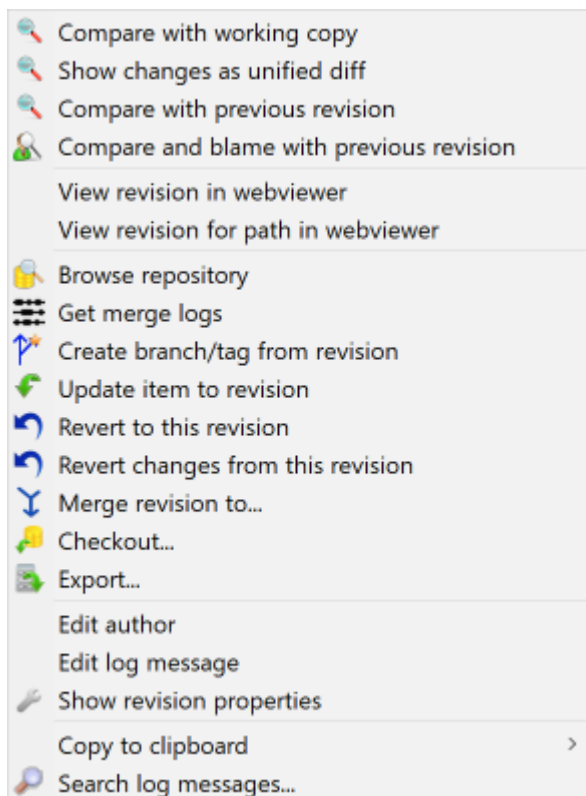 Compare with working copy
Show changes as unified diff
Compare with previous revision
Compare and blame with previous revision
View revision in webviewer
View revision for path in webviewer
Browse repository
Get merge logs
Create branch/tag from revision
Update item to revision
Revert to this revision
Revert changes from this revision
Merge revision to...
Checkout...
Export...
Edit author
Edit log message
Show revision properties
Copy to clipboard
Search log messages...